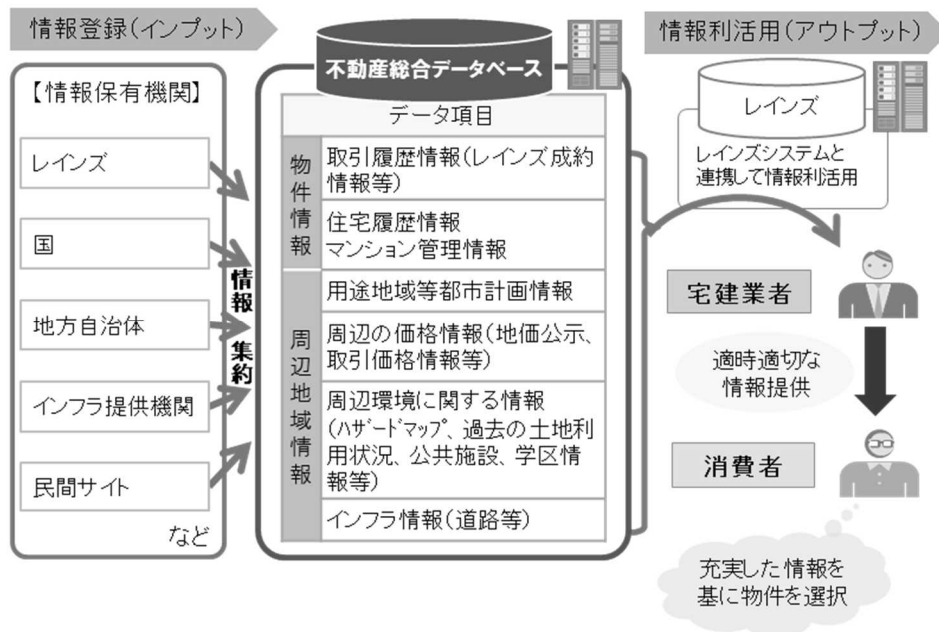 情報登録(インプット)
【情報保有機関】
レインズ
国
地方自治体
インフラ提供機関
民間サイト
など
情報集約
不動産総合データベース
データ項目
物件情報
取引履歴情報(レインズ成約
情報等)
住宅履歴情報
マンション管理情報
周辺地域情報
用途地域等都市計画情報
周辺の価格情報(地価公示、
取引価格情報等)
周辺環境に関する情報
(ハザードマップ、過去の土地利
用状況、公共施設、学区情
報等)
インフラ情報(道路等)
情報利活用(アウトプット)
レインズ
レインズシステムと
連携して情報利活用
宅建業者
適時適切な
情報提供
消費者
充実した情報を
基に物件を選択